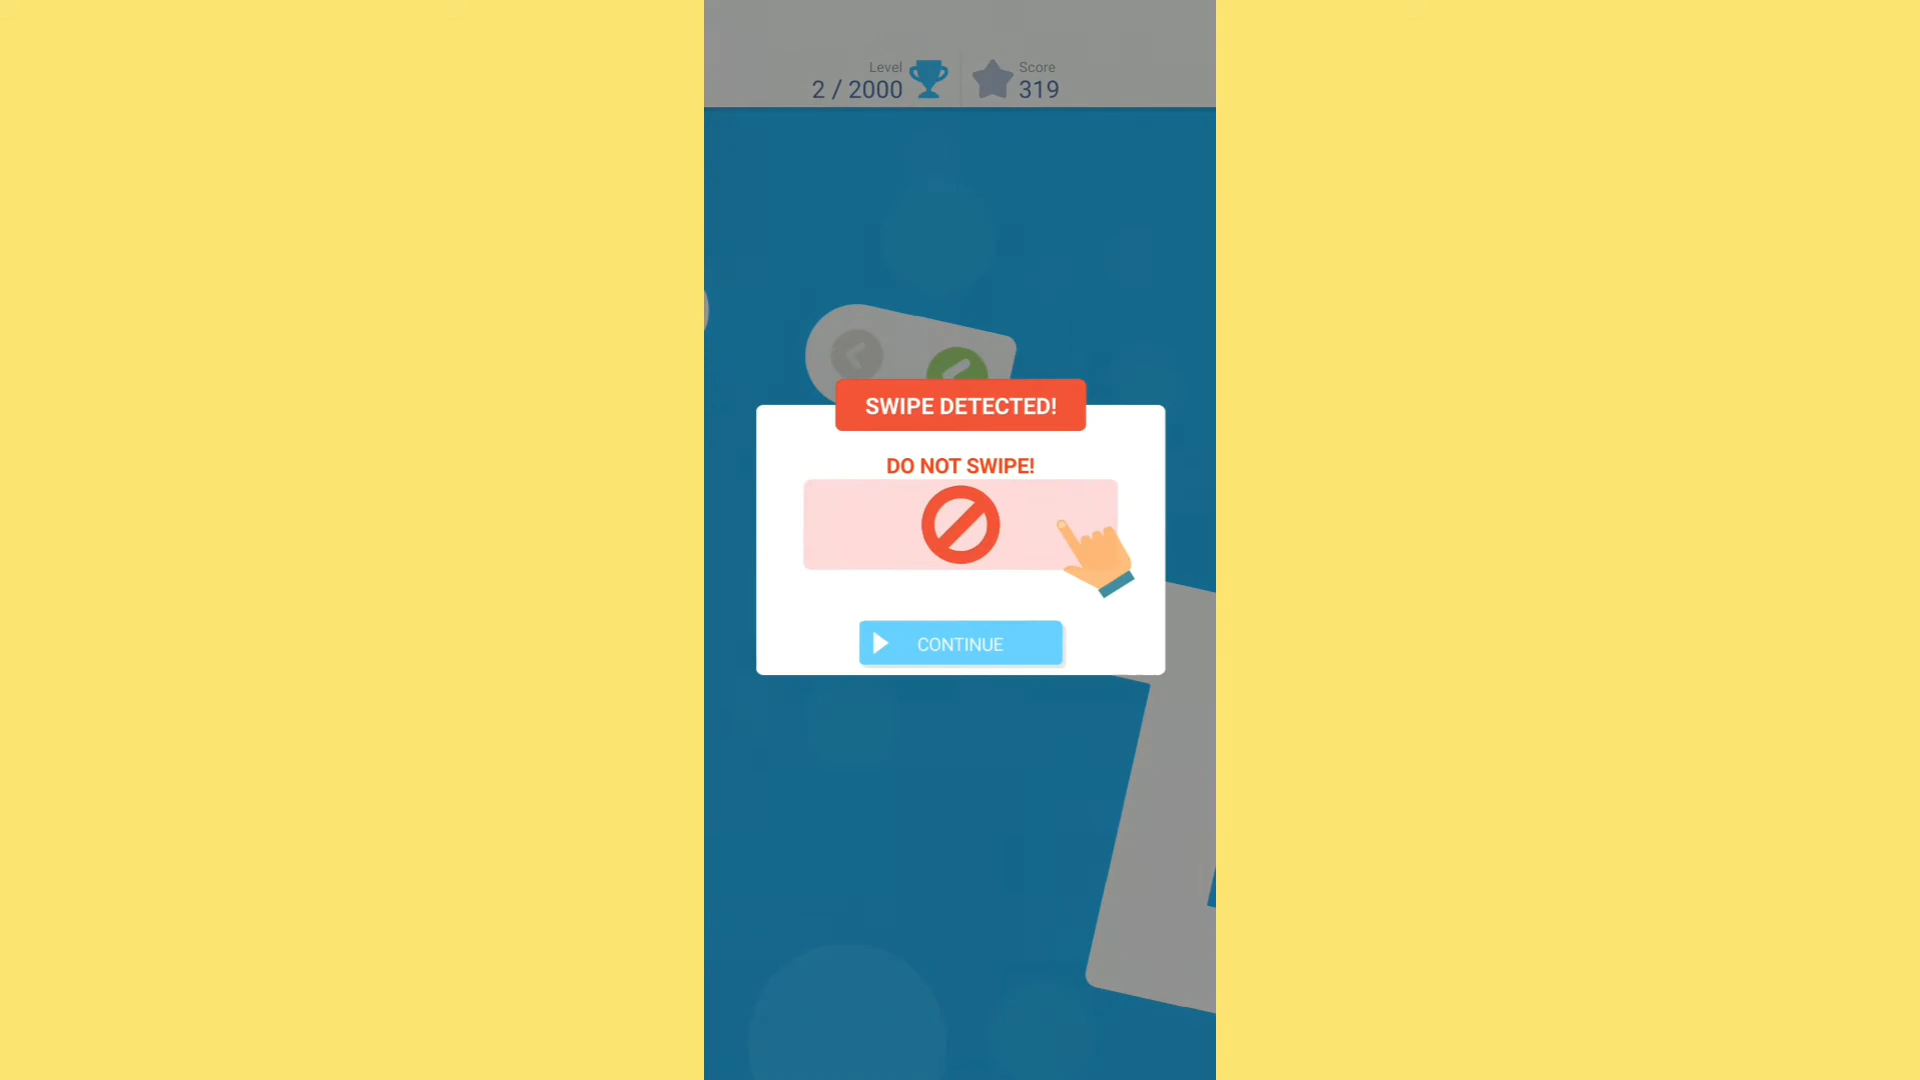 Level
2 / 2000
Score
319
SWIPE DETECTED!
DO NOT SWIPE!
CONTINUE